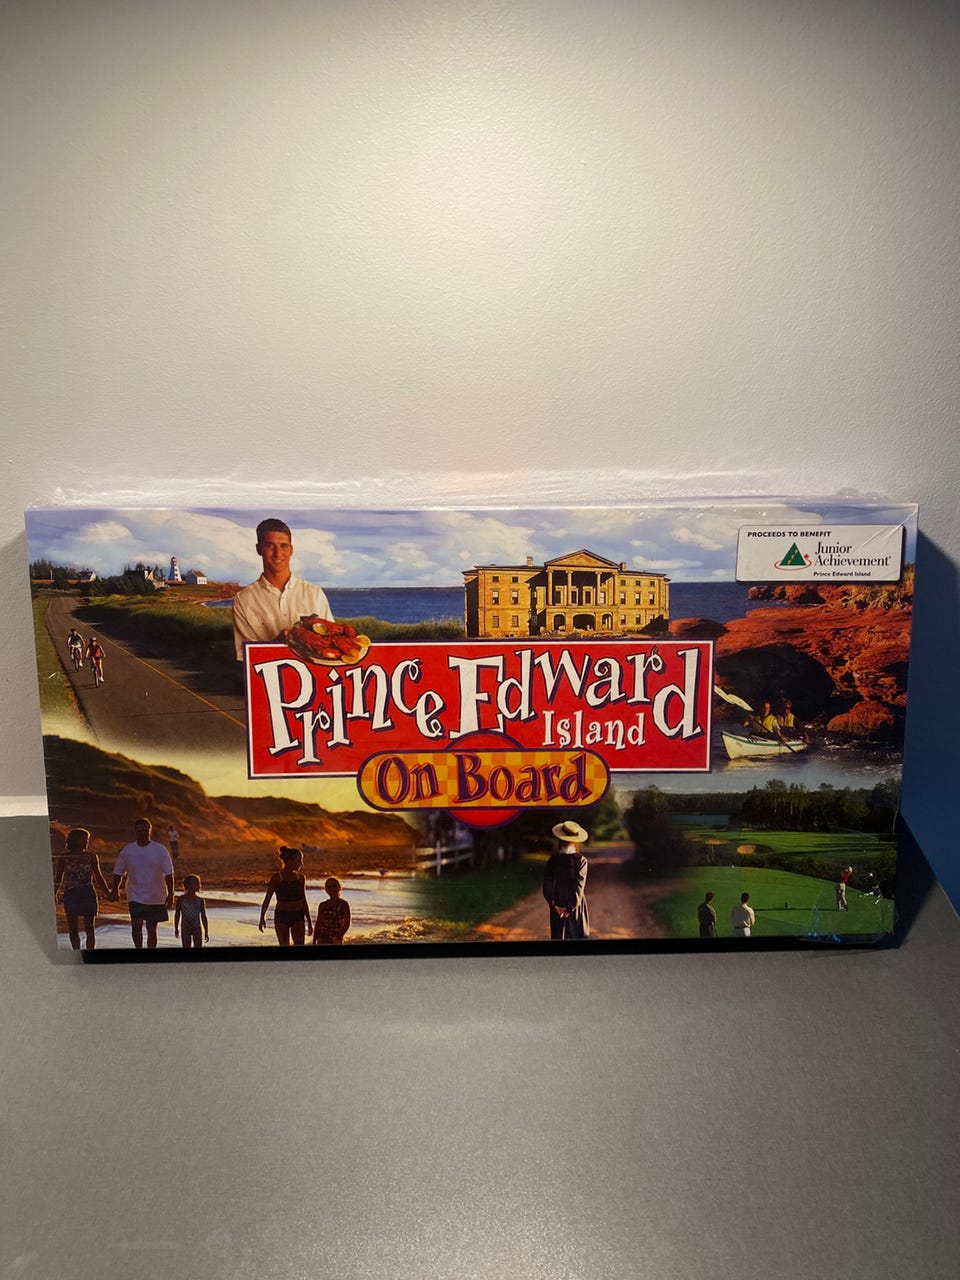 PROCEEDS TO BENEFIT
Junior
Achievement
Prince Edward Island
Prince Edward
Island
On Board